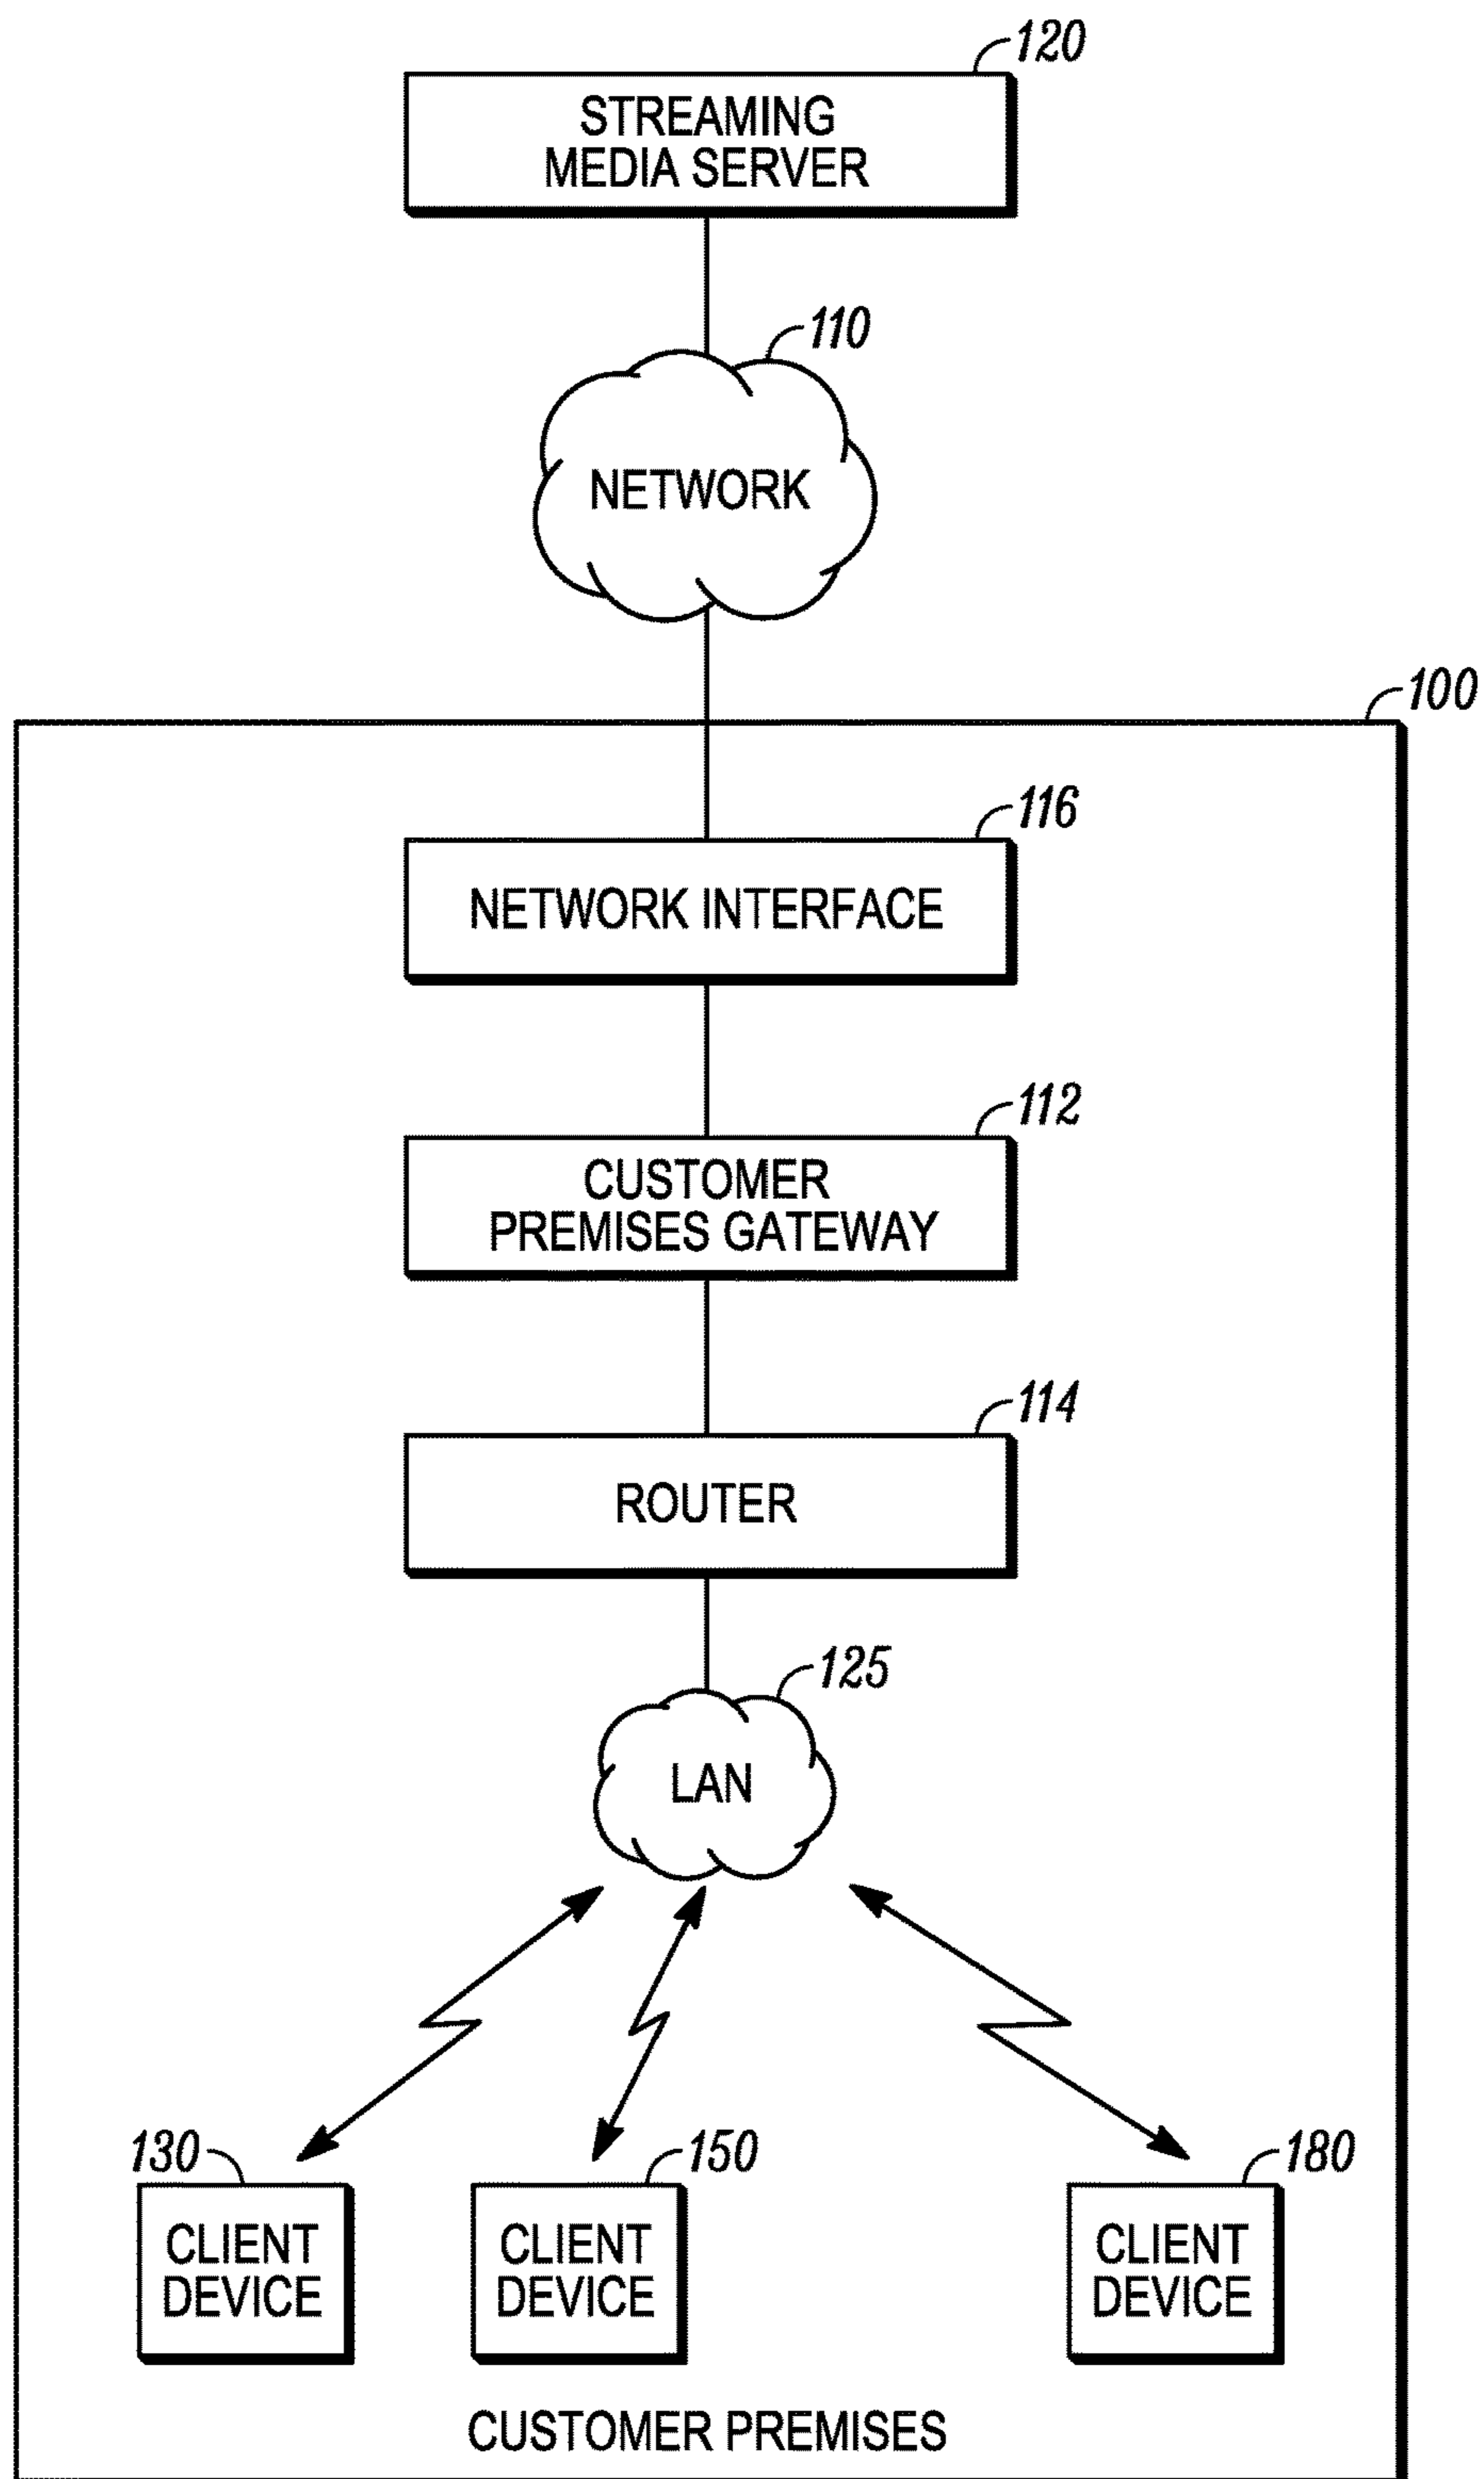 120
STREAMING
MEDIA SERVER
110
NETWORK
100
116
NETWORK INTERFACE
112
CUSTOMER
PREMISES GATEWAY
114
ROUTER
125
LAN
130
CLIENT
DEVICE
150
CLIENT
DEVICE
180
CLIENT
DEVICE
CUSTOMER PREMISES